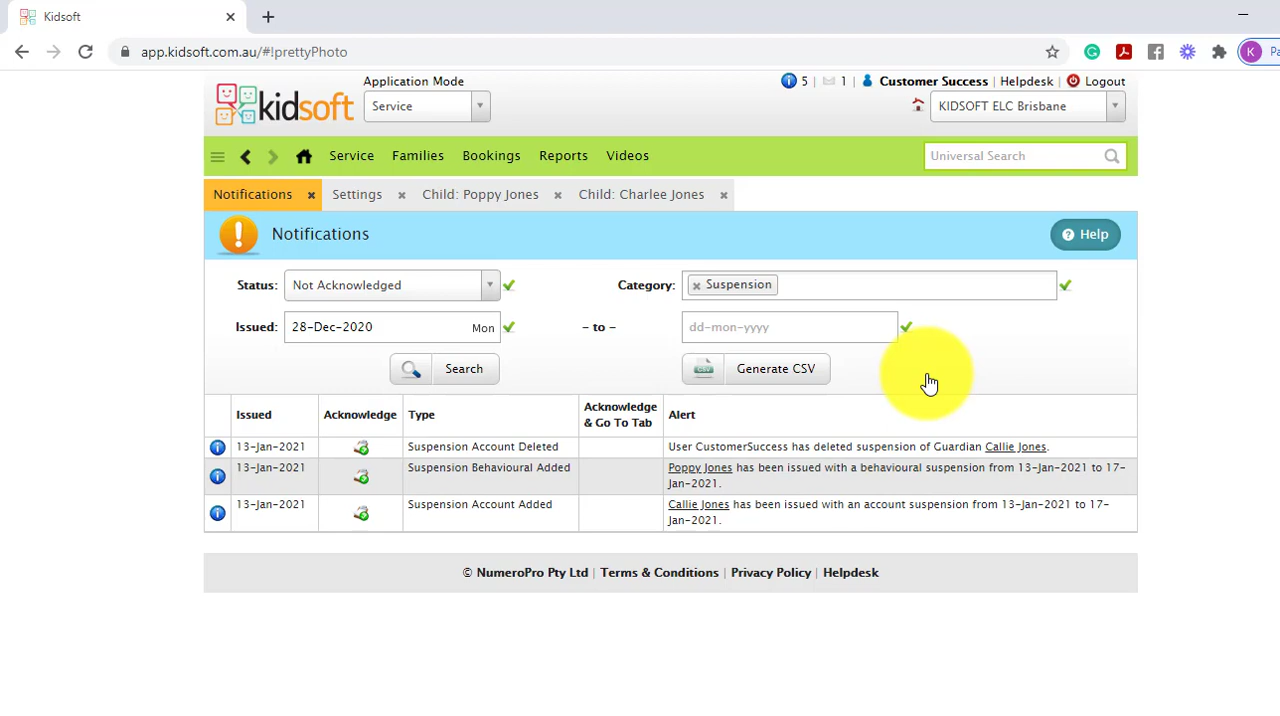 Kidsoft
app.kidsoft.com.au/#!prettyPhoto
K Pa
kidsoft
Application Mode
Service
5 1 Customer Success | Helpdesk | Logout
KIDSOFT ELC Brisbane
Service Families Bookings Reports Videos
Universal Search
Notifications Settings Child: Poppy Jones Child: Charlee Jones
Notifications
Help
Status: Not Acknowledged Category: Suspension
Issued: 28-Dec-2020 Mon - to - dd-mon-yyyy
Search CSV Generate CSV
Issued Acknowledge Type Acknowledge & Go To Tab Alert
13-Jan-2021 Suspension Account Deleted User CustomerSuccess has deleted suspension of Guardian Callie Jones.
13-Jan-2021 Suspension Behavioural Added Poppy Jones has been issued with a behavioural suspension from 13-Jan-2021 to 17-
Jan-2021.
13-Jan-2021 Suspension Account Added Callie Jones has been issued with an account suspension from 13-Jan-2021 to 17-
Jan-2021.
© NumeroPro Pty Ltd | Terms & Conditions | Privacy Policy | Helpdesk